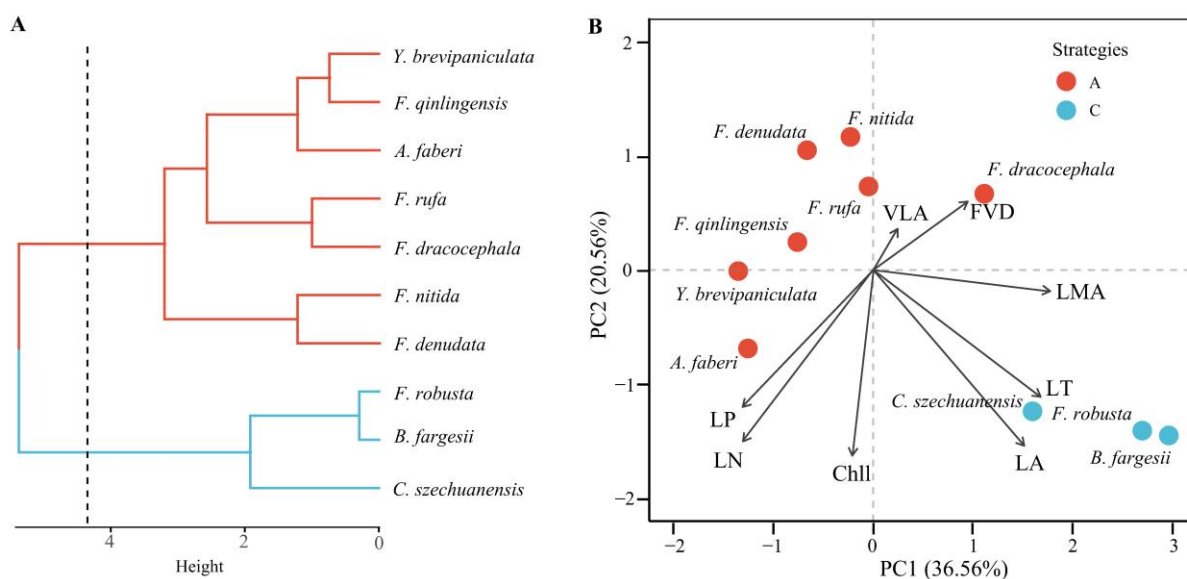 A
Y. brevipaniculata
F. qinlingensis
A. faberi
F. rufa
F. dracocephala
F. nitida
F. denudata
F. robusta
B. fargesii
C. szechuanensis
4 2 0
Height
B
Strategies
A
C
2
1
0
−1
−2
PC2 (20.56%)
F. denudata
F. nitida
F. dracocephala
F. rufa
VLA
FVD
F. qinlingensis
Y. brevipaniculata
LMA
A. faberi
LP
LN
Chll
LT
C. szechuanensis
F. robusta
LA
B. fargesii
−2 −1 0 1 2 3
PC1 (36.56%)